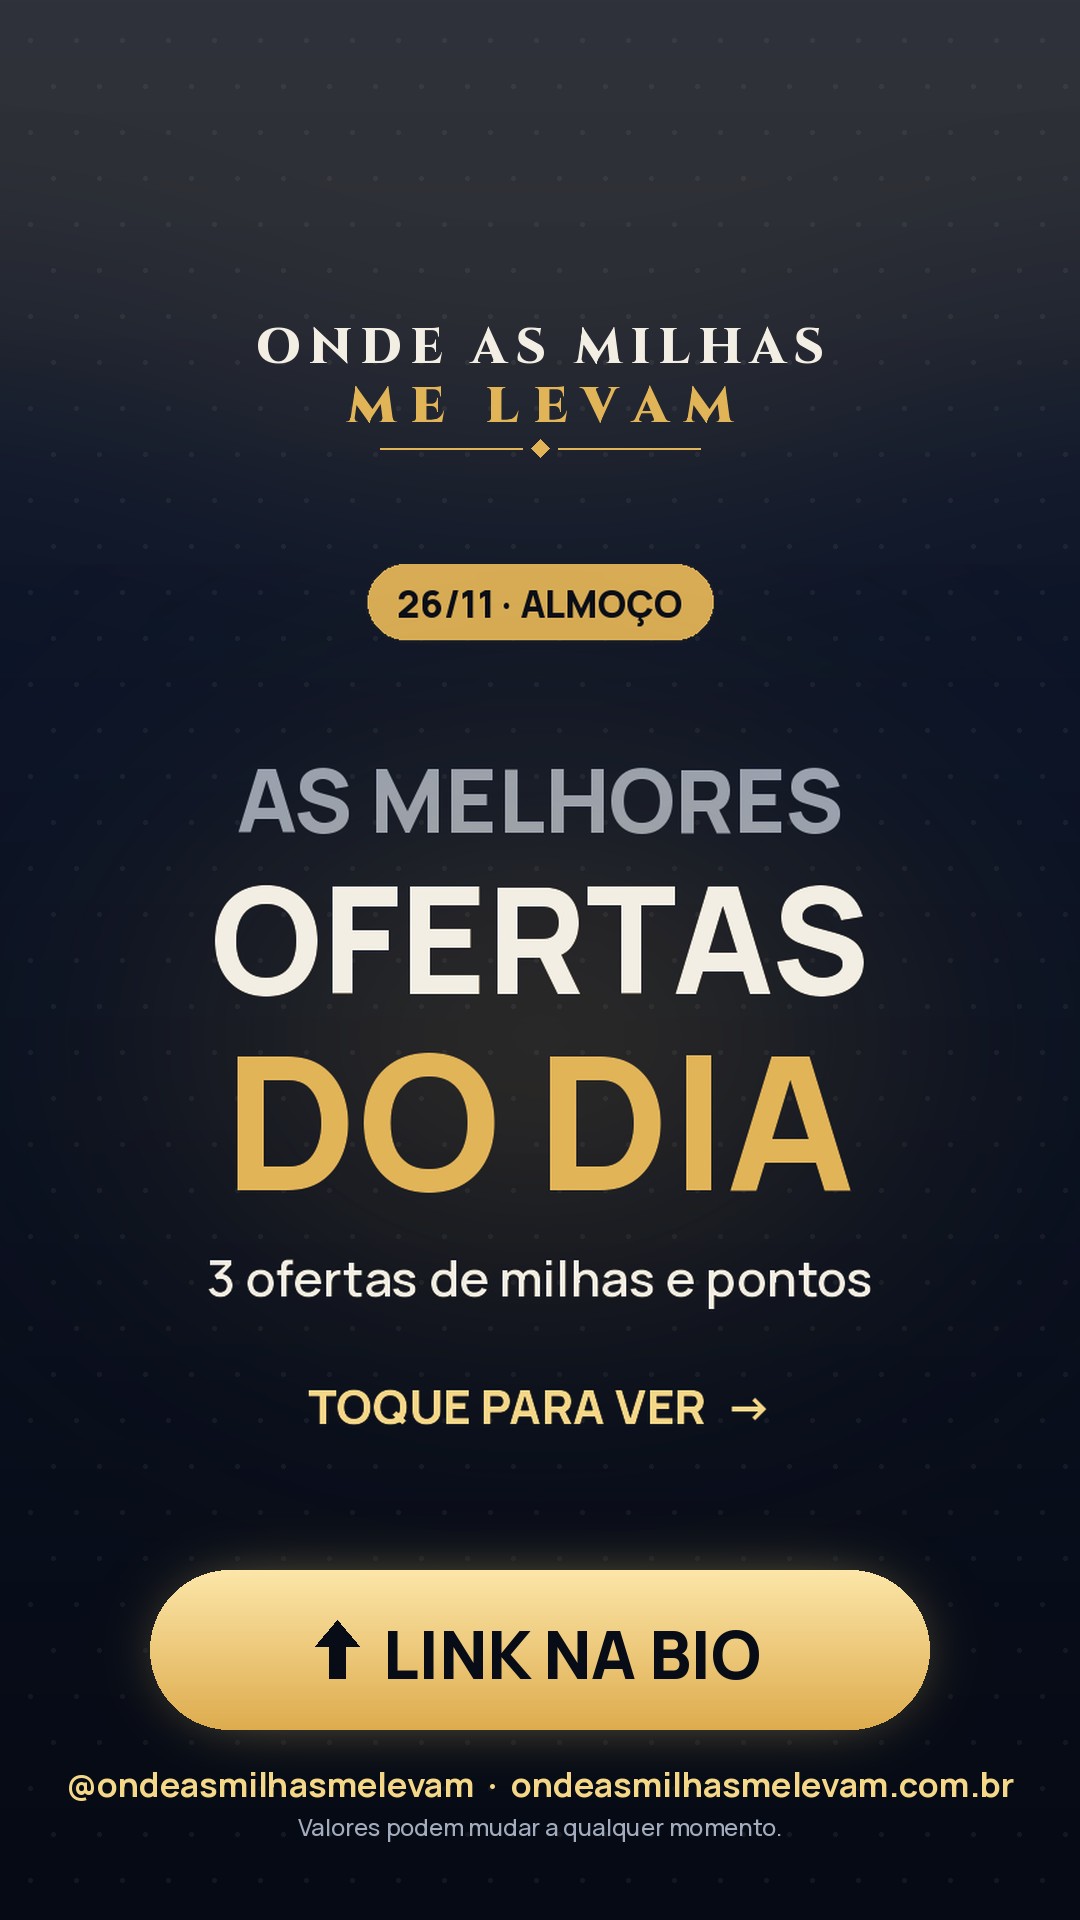 ONDE AS MILHAS
ME LEVAM
26/11 · ALMOÇO
AS MELHORES
OFERTAS
DO DIA
3 ofertas de milhas e pontos
TOQUE PARA VER →
⬆ LINK NA BIO
@ondeasmilhasmelevam · ondeasmilhasmelevam.com.br
Valores podem mudar a qualquer momento.